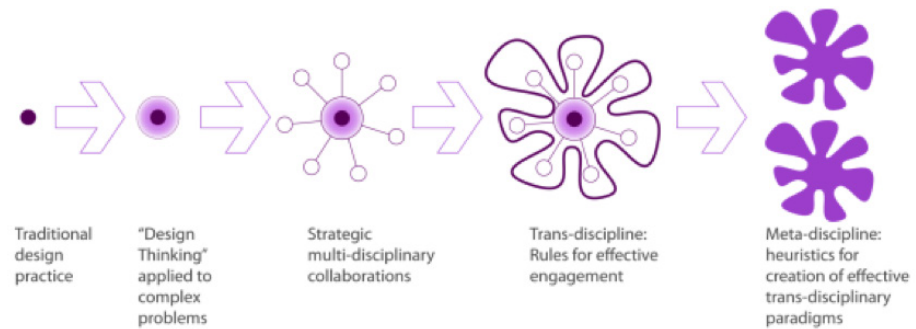 Traditional
design
practice
“Design
Thinking”
applied to
complex
problems
Strategic
multi-disciplinary
collaborations
Trans-discipline:
Rules for effective
engagement
Meta-discipline:
heuristics for
creation of effective
trans-disciplinary
paradigms